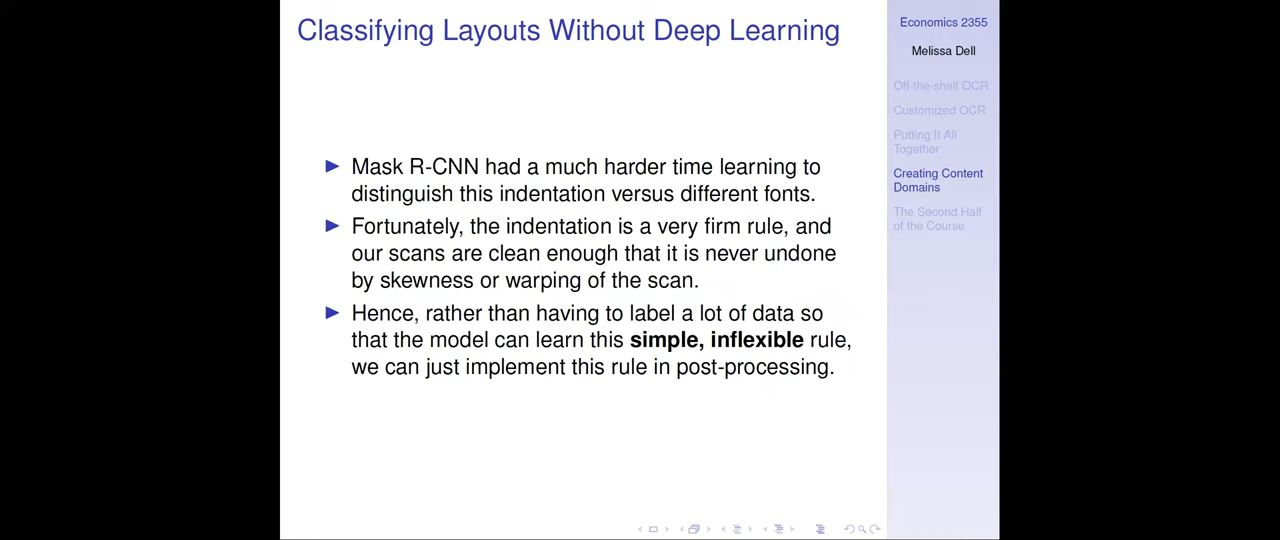 Classifying Layouts Without Deep Learning
Mask R-CNN had a much harder time learning to
distinguish this indentation versus different fonts.
Fortunately, the indentation is a very firm rule, and
our scans are clean enough that it is never undone
by skewness or warping of the scan.
Hence, rather than having to label a lot of data so
that the model can learn this simple, inflexible rule,
we can just implement this rule in post-processing.
Economics 2355
Melissa Dell
Off-the-shelf OCR
Customized OCR
Putting It All
Together
Creating Content
Domains
The Second Half
of the Course